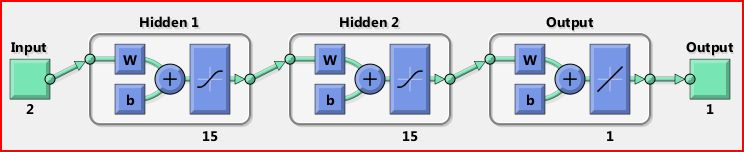 Hidden 1 Hidden 2 Output
Input Output
W W W
b b b
2 1
15 15 1